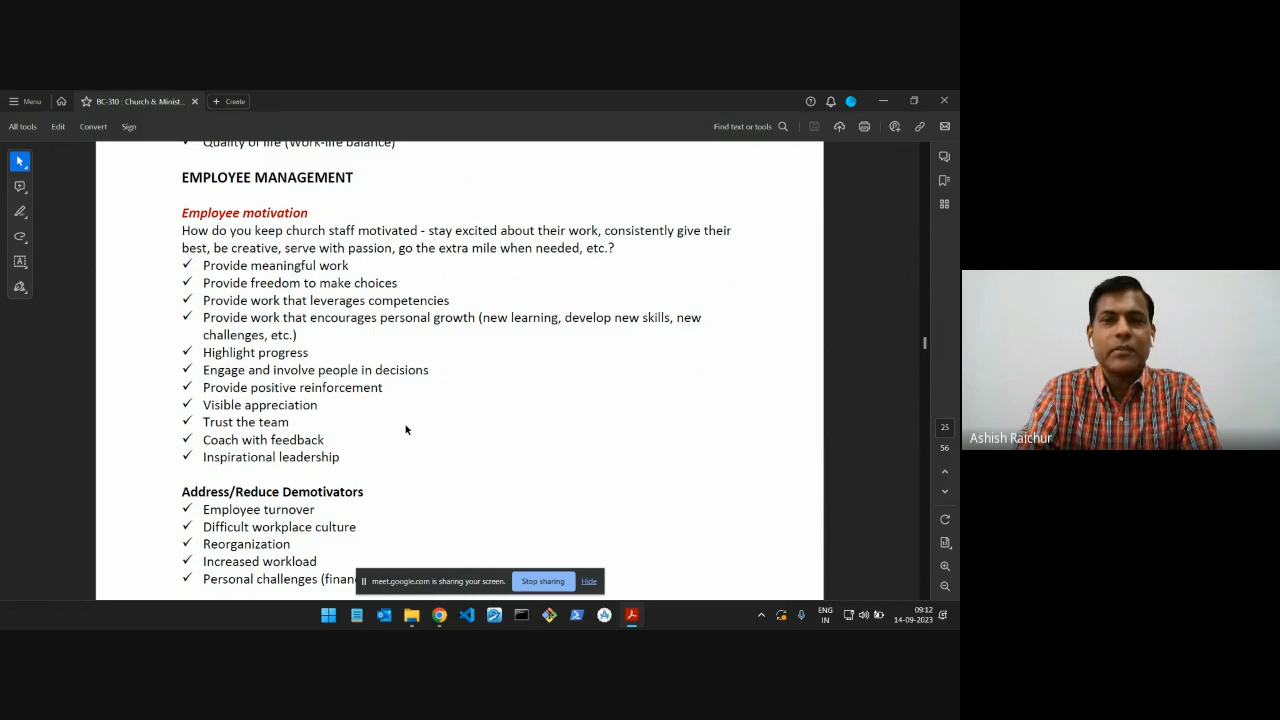 Menu
BC-310 : Church & Minist...
Create
All tools Edit Convert Sign
Find text or tools
Quality of life (Work-life balance)
EMPLOYEE MANAGEMENT
Employee motivation
How do you keep church staff motivated - stay excited about their work, consistently give their
best, be creative, serve with passion, go the extra mile when needed, etc.?
Provide meaningful work
Provide freedom to make choices
Provide work that leverages competencies
Provide work that encourages personal growth (new learning, develop new skills, new
challenges, etc.)
Highlight progress
Engage and involve people in decisions
Provide positive reinforcement
Visible appreciation
Trust the team
Coach with feedback
Inspirational leadership
Address/Reduce Demotivators
Employee turnover
Difficult workplace culture
Reorganization
Increased workload
Personal challenges (finan
meet.google.com is sharing your screen. Stop sharing Hide
25
56
Ashish Raichur
ENG
IN
09:12
14-09-2023